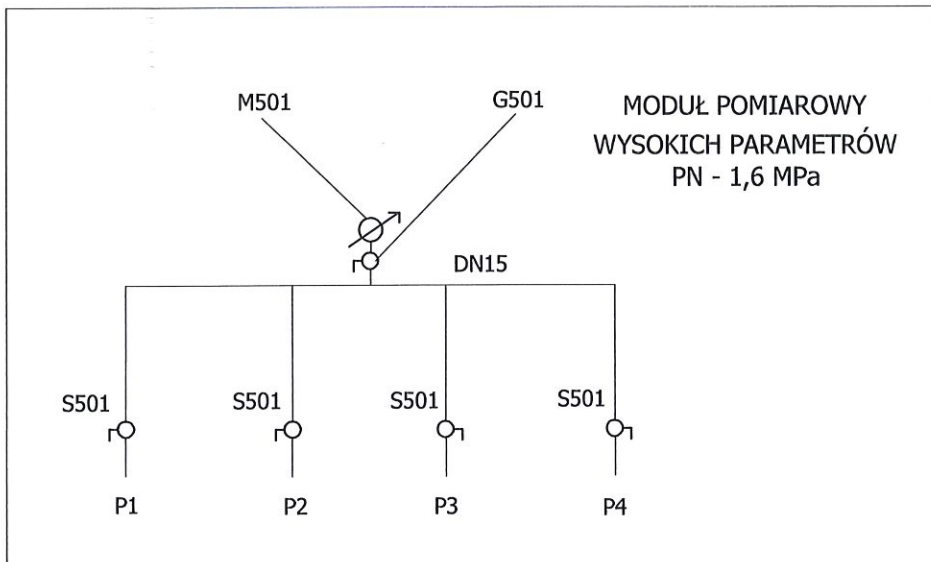 M501
G501
MODUŁ POMIAROWY
WYSOKICH PARAMETRÓW
PN - 1,6 MPa
DN15
S501
S501
S501
S501
P1
P2
P3
P4